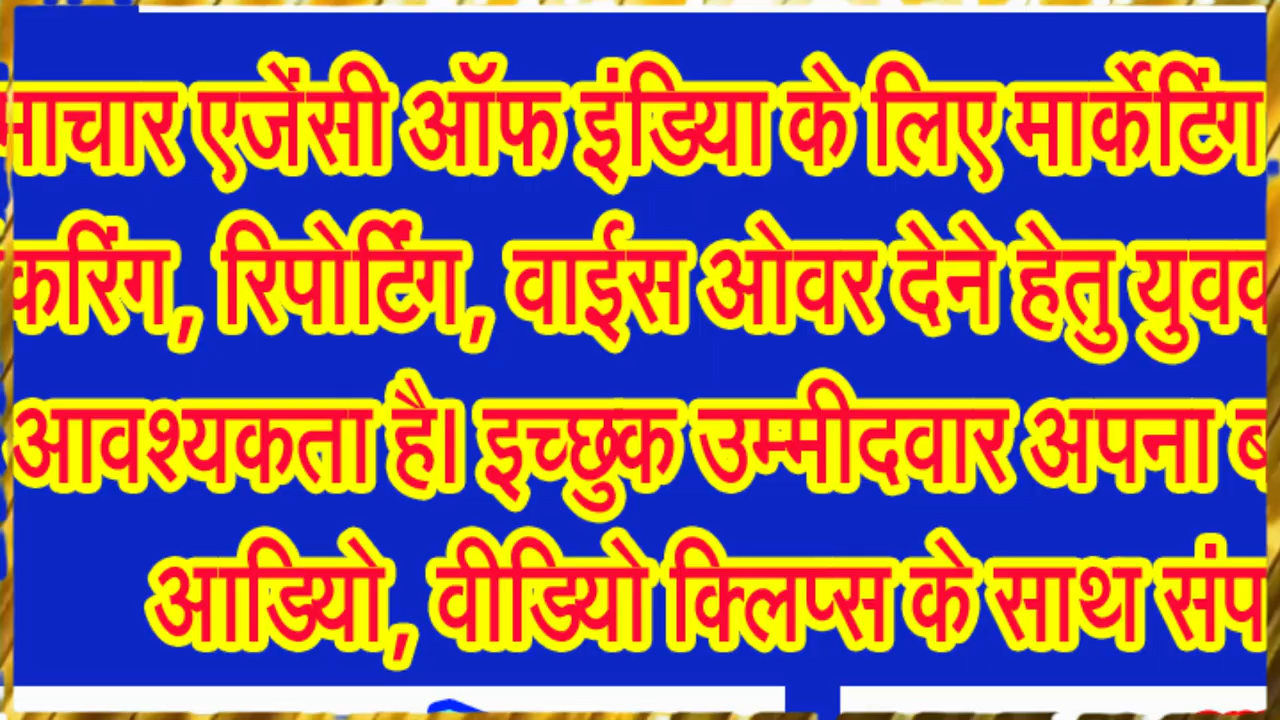 माचार एजेंसी ऑफ इंडिया के लिए मार्केटिंग
करिंग, रिपोर्टिंग, वाईस ओवर देने हेतु युवक
आवश्यकता है। इच्छुक उम्मीदवार अपना
आडियो, वीडियो क्लिप्स के साथ संप